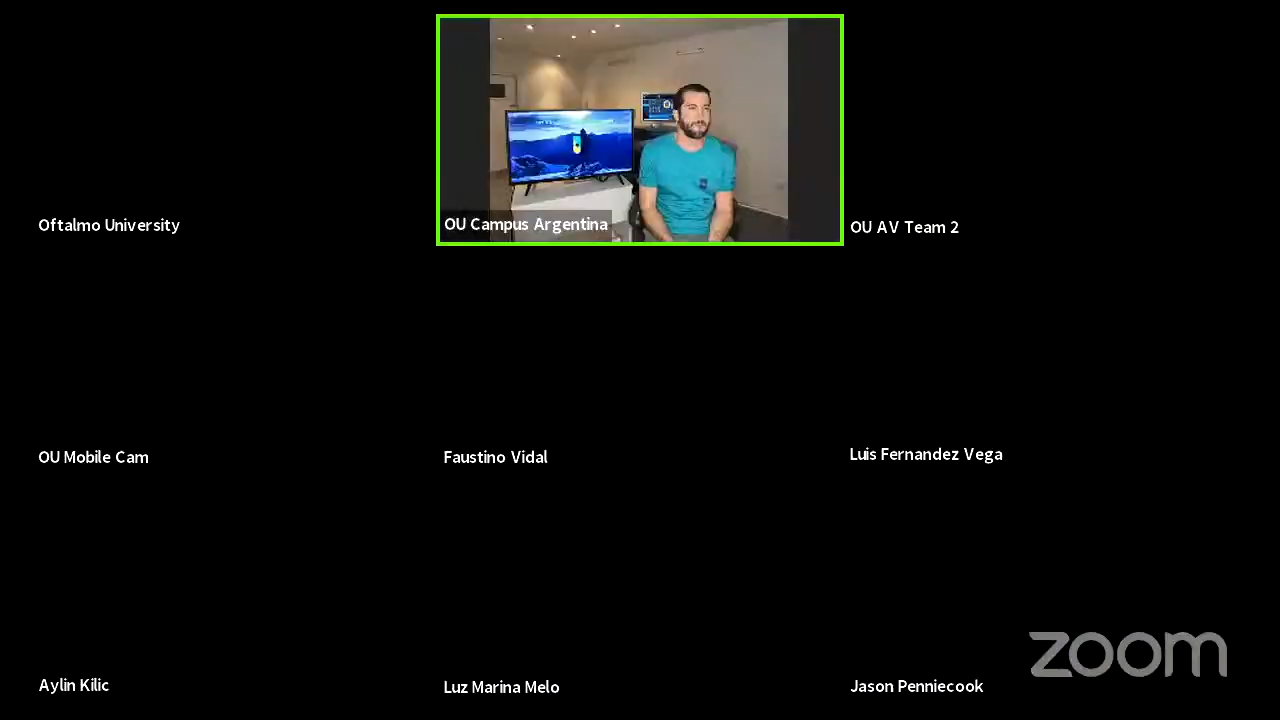 Oftalmo University
OU Campus Argentina
OU AV Team 2
OU Mobile Cam
Faustino Vidal
Luis Fernandez Vega
Aylin Kilic
Luz Marina Melo
Jason Penniecook
zoom